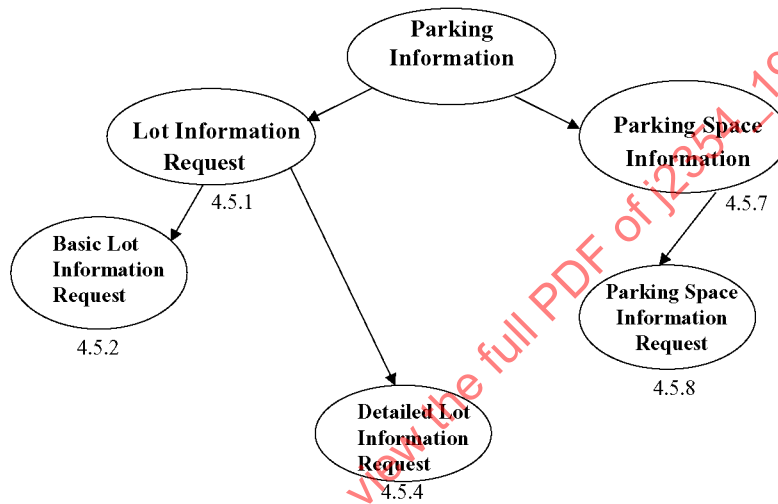 Parking
Information
Lot Information
Request
4.5.1
Parking Space
Information
4.5.7
Basic Lot
Information
Request
4.5.2
Parking Space
Information
Request
4.5.8
Detailed Lot
Information
Request
4.5.4
view the full PDF of j2354_19